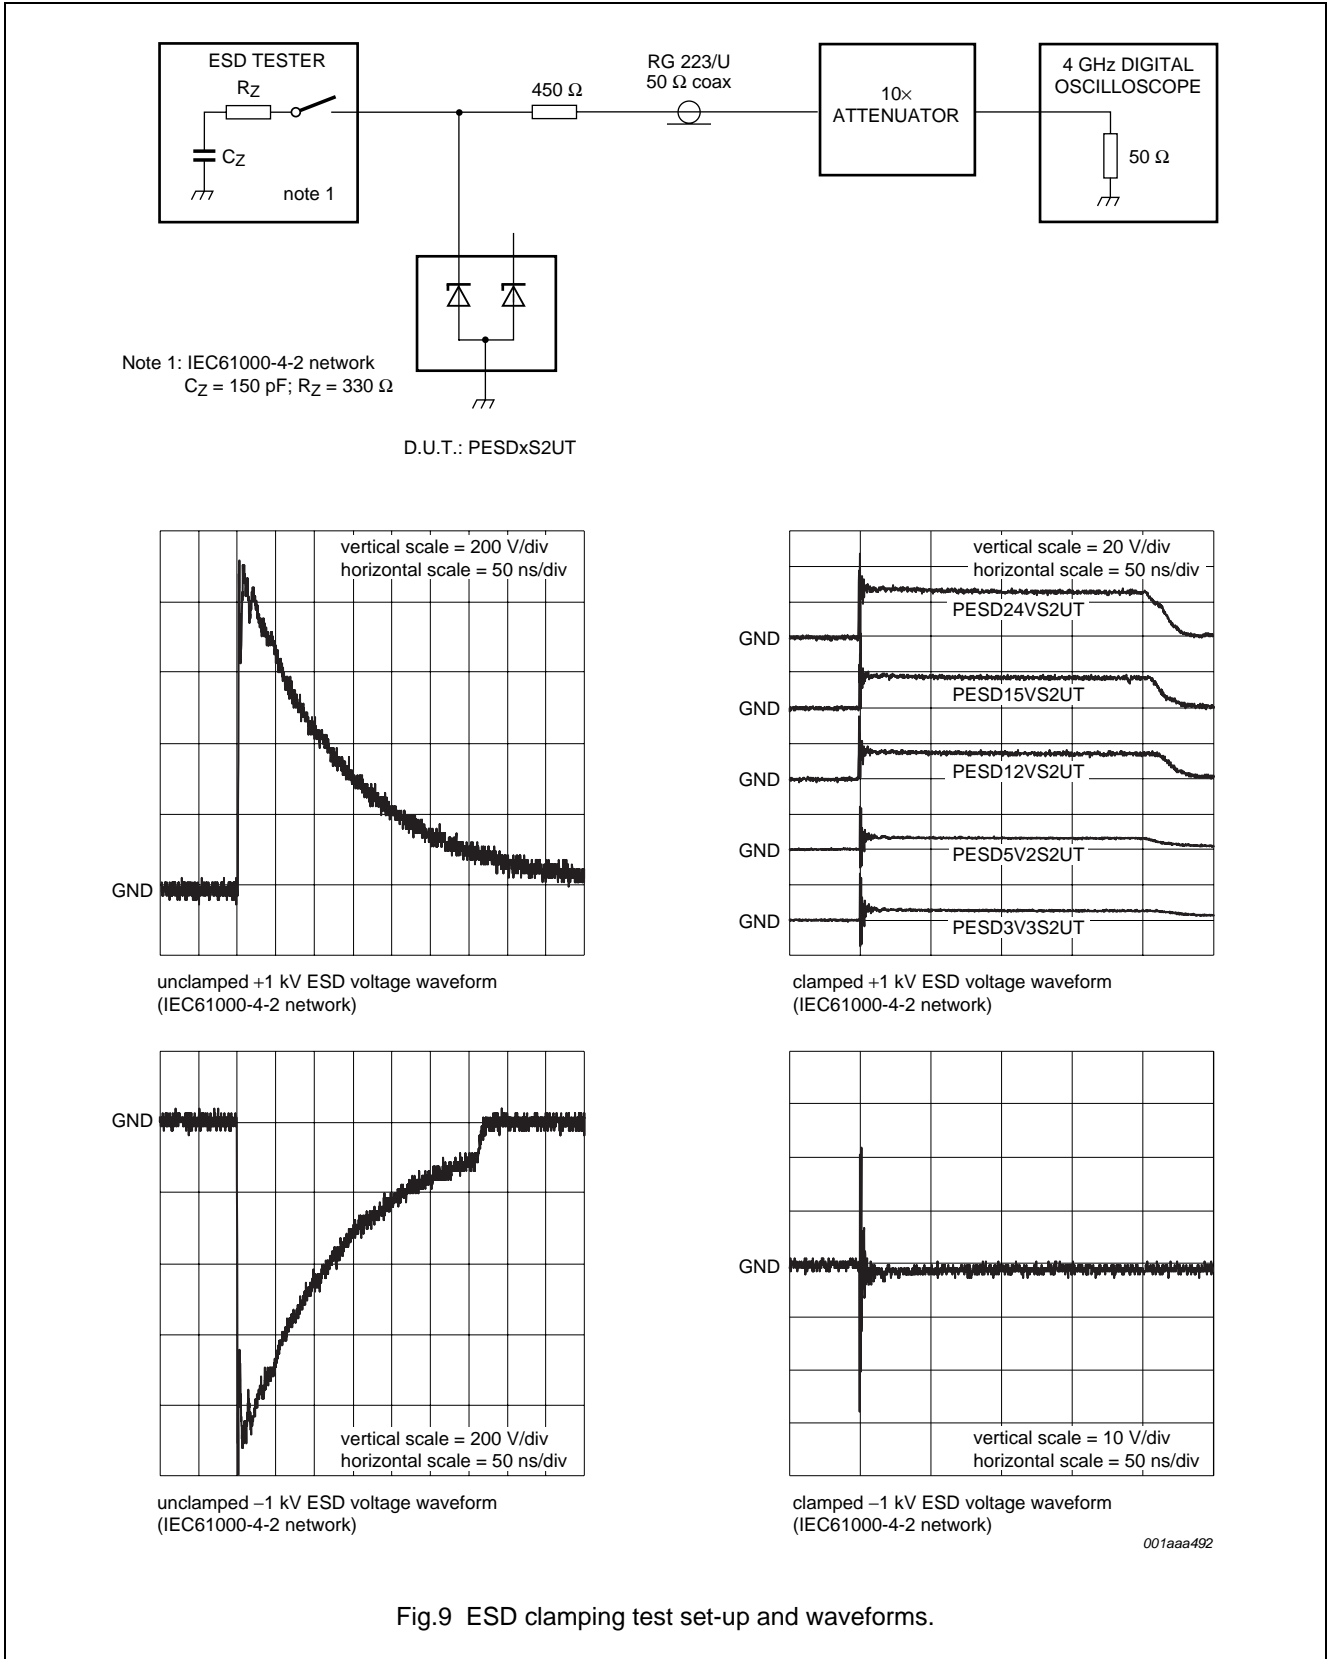 ESD TESTER
RZ
CZ
note 1
450 Ω
RG 223/U
50 Ω coax
10×
ATTENUATOR
4 GHz DIGITAL
OSCILLOSCOPE
50 Ω
Note 1: IEC61000-4-2 network
CZ = 150 pF; RZ = 330 Ω
D.U.T.: PESDxS2UT
vertical scale = 200 V/div
horizontal scale = 50 ns/div
GND
unclamped +1 kV ESD voltage waveform
(IEC61000-4-2 network)
vertical scale = 20 V/div
horizontal scale = 50 ns/div
PESD24VS2UT
GND
PESD15VS2UT
GND
PESD12VS2UT
GND
GND
PESD5V2S2UT
GND
PESD3V3S2UT
clamped +1 kV ESD voltage waveform
(IEC61000-4-2 network)
GND
vertical scale = 200 V/div
horizontal scale = 50 ns/div
unclamped −1 kV ESD voltage waveform
(IEC61000-4-2 network)
GND
vertical scale = 10 V/div
horizontal scale = 50 ns/div
clamped −1 kV ESD voltage waveform
(IEC61000-4-2 network)
001aaa492
Fig.9 ESD clamping test set-up and waveforms.